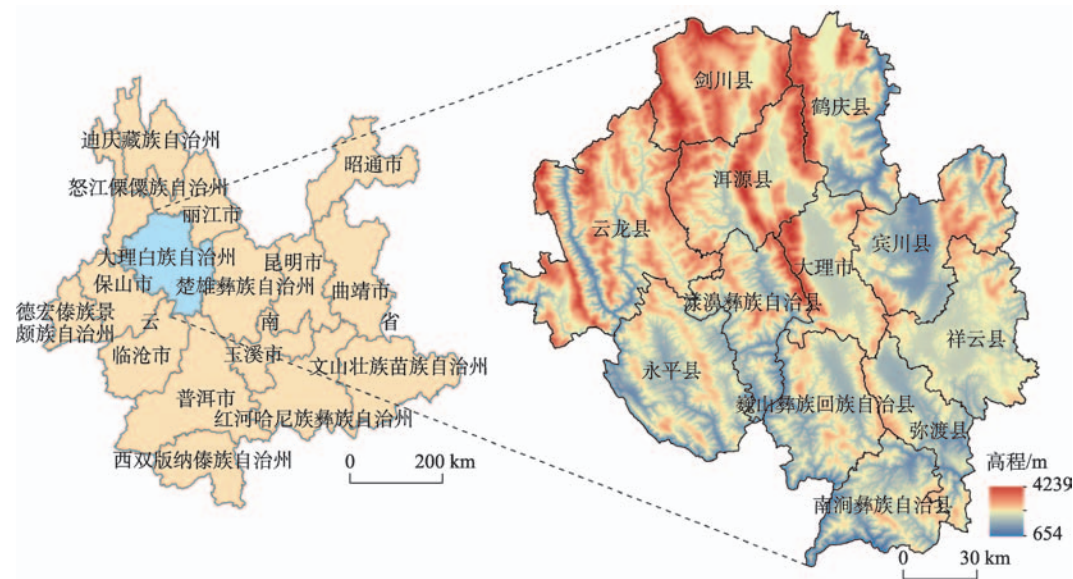 迪庆藏族自治州
昭通市
怒江傈僳族自治州
丽江市
大理白族自治州
昆明市
保山市
楚雄彝族自治州
曲靖市
德宏傣族景
颇族自治州
云
南
省
临沧市
玉溪市
文山壮族苗族自治州
普洱市
红河哈尼族彝族自治州
西双版纳傣族自治州
0
200 km
剑川县
鹤庆县
洱源县
云龙县
宾川县
大理市
漾濞彝族自治县
祥云县
永平县
巍山彝族回族自治县
弥渡县
南涧彝族自治县
高程/m
4239
654
0
30 km